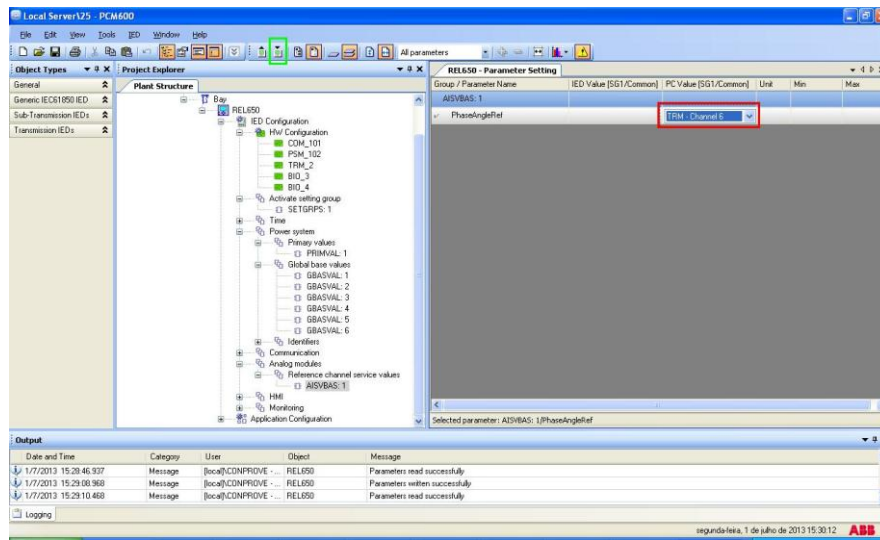 Local Server\25 - PCM600
File Edit View Tools IED Window Help
All parameters
Object Types
General
Generic IEC61850 IED
Sub-Transmission IEDs
Transmission IEDs
Project Explorer
Plant Structure
Bay
REL650
IED Configuration
HW Configuration
COM_101
PSM_102
TRM_2
BIO_3
BIO_4
Activate setting group
SETGRPS: 1
Time
Power system
Primary values
PRIMVAL: 1
Global base values
GBASVAL: 1
GBASVAL: 2
GBASVAL: 3
GBASVAL: 4
GBASVAL: 5
GBASVAL: 6
Identifiers
Communication
Analog modules
Reference channel service values
AISVBAS: 1
HMI
Monitoring
Application Configuration
REL650 - Parameter Setting
Group / Parameter Name IED Value [SG1/Common] PC Value [SG1/Common] Unit Min Max
AISVBAS: 1
PhaseAngleRef TRM - Channel 6
Selected parameter: AISVBAS: 1/PhaseAngleRef
Output
Date and Time Category User Object Message
1/7/2013 15:28:46.937 Message [local]\CONPROVE - ... REL650 Parameters read successfully
1/7/2013 15:29:08.968 Message [local]\CONPROVE - ... REL650 Parameters written successfully
1/7/2013 15:29:10.468 Message [local]\CONPROVE - ... REL650 Parameters read successfully
Logging
segunda-feira, 1 de julho de 2013 15:30:12 ABB